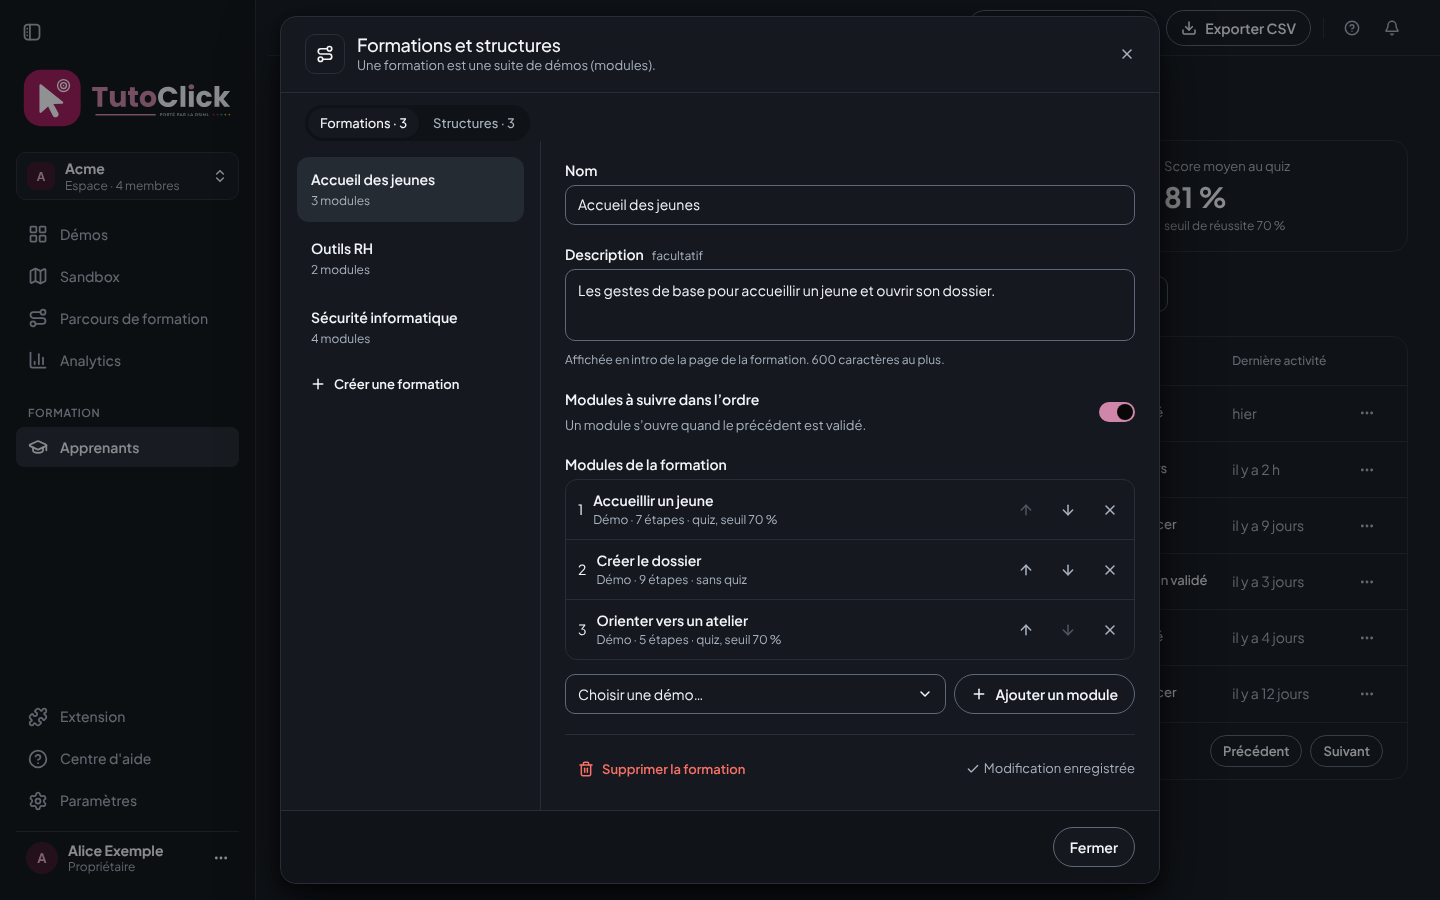 Exporter CSV
TutoClick
A
Acme
Espace · 4 membres
Démos
Sandbox
Parcours de formation
Analytics
FORMATION
Apprenants
Extension
Centre d'aide
Paramètres
A
Alice Exemple
Propriétaire
Formations et structures
Une formation est une suite de démos (modules).
Formations · 3
Structures · 3
Accueil des jeunes
3 modules
Outils RH
2 modules
Sécurité informatique
4 modules
Créer une formation
Nom
Accueil des jeunes
Description facultatif
Les gestes de base pour accueillir un jeune et ouvrir son dossier.
Affichée en intro de la page de la formation. 600 caractères au plus.
Modules à suivre dans l’ordre
Un module s’ouvre quand le précédent est validé.
Modules de la formation
1 Accueillir un jeune
Démo · 7 étapes · quiz, seuil 70 %
2 Créer le dossier
Démo · 9 étapes · sans quiz
3 Orienter vers un atelier
Démo · 5 étapes · quiz, seuil 70 %
Choisir une démo…
Ajouter un module
Supprimer la formation
Modification enregistrée
Fermer
Score moyen au quiz
81 %
seuil de réussite 70 %
Dernière activité
hier
il y a 2 h
il y a 9 jours
validé il y a 3 jours
il y a 4 jours
il y a 12 jours
Précédent
Suivant